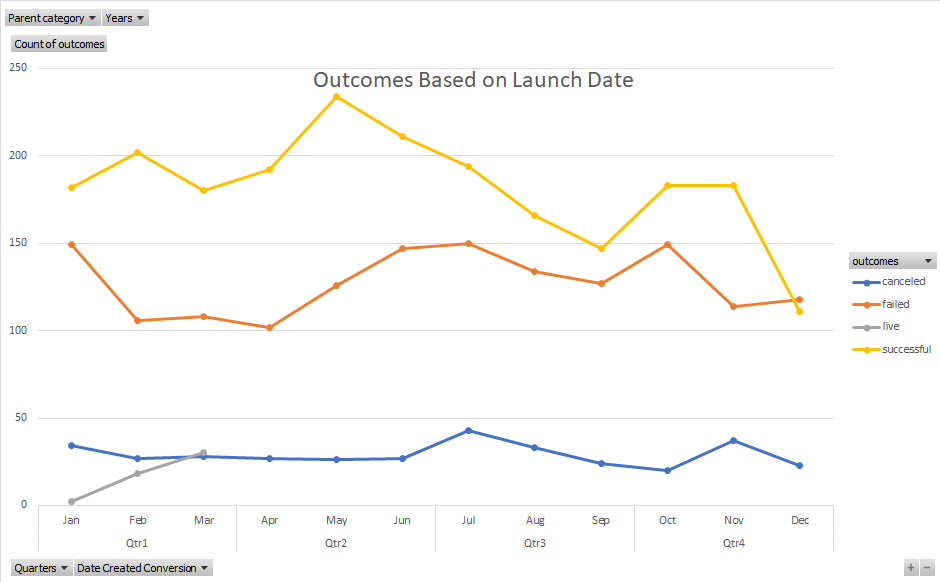 Parent category Years
Count of outcomes
Outcomes Based on Launch Date
250
200
150
100
50
0
Jan Feb Mar Apr May Jun Jul Aug Sep Oct Nov Dec
Qtr1 Qtr2 Qtr3 Qtr4
outcomes
canceled
failed
live
successful
Quarters Date Created Conversion
+ −